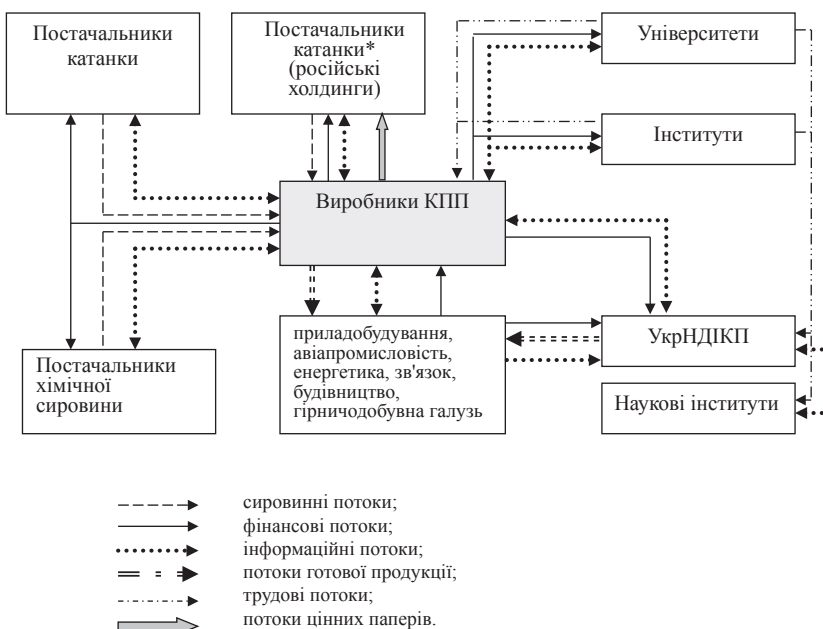 Постачальники
катанки
Постачальники
катанки*
(російські
холдинги)
Університети
Інститути
Виробники КПП
Постачальники
хімічної
сировини
приладобудування,
авіапромисловість,
енергетика, зв'язок,
будівництво,
гірничодобувна галузь
УкрНДІКП
Наукові інститути
сировинні потоки;
фінансові потоки;
інформаційні потоки;
потоки готової продукції;
трудові потоки;
потоки цінних паперів.